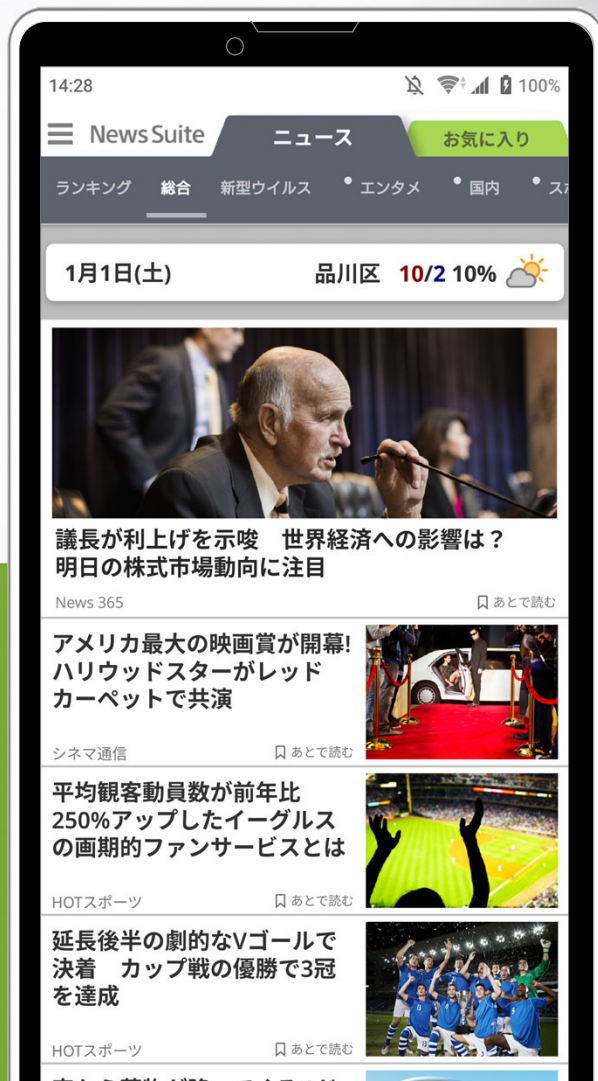 14:28 100%
News Suite ニュース お気に入り
ランキング 総合 新型ウイルス エンタメ 国内
1月1日(土) 品川区 10/2 10%
議長が利上げを示唆　世界経済への影響は？
明日の株式市場動向に注目
News 365 あとで読む
アメリカ最大の映画賞が開幕!
ハリウッドスターがレッド
カーペットで共演
シネマ通信 あとで読む
平均観客動員数が前年比
250%アップしたイーグルス
の画期的ファンサービスとは
HOTスポーツ あとで読む
延長後半の劇的なVゴールで
決着　カップ戦の優勝で3冠
を達成
HOTスポーツ あとで読む